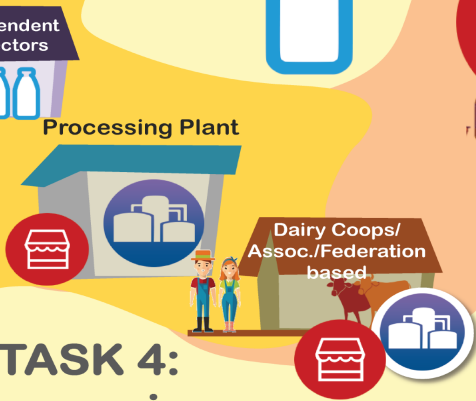 endent
ctors
Processing Plant
Dairy Coops/
Assoc./Federation
based
TASK 4: